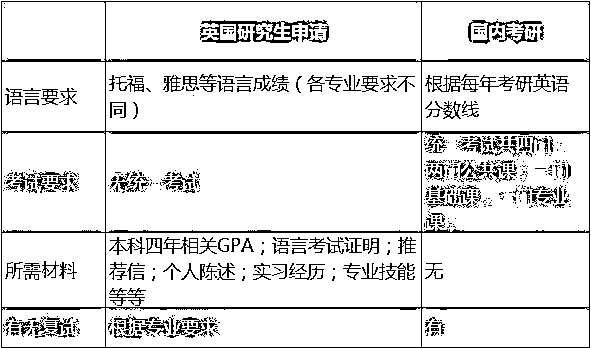 英国研究生申请
国内考研
语言要求
托福、雅思等语言成绩（各专业要求不
同）
根据每年考研英语
分数线
考试要求
无统一考试
统一考试共四门：
两门公共课；一门
基础课，一门专业
课。
所需材料
本科四年相关GPA；语言考试证明；推
荐信；个人陈述；实习经历；专业技能
等等
无
有无复试
根据专业要求
有